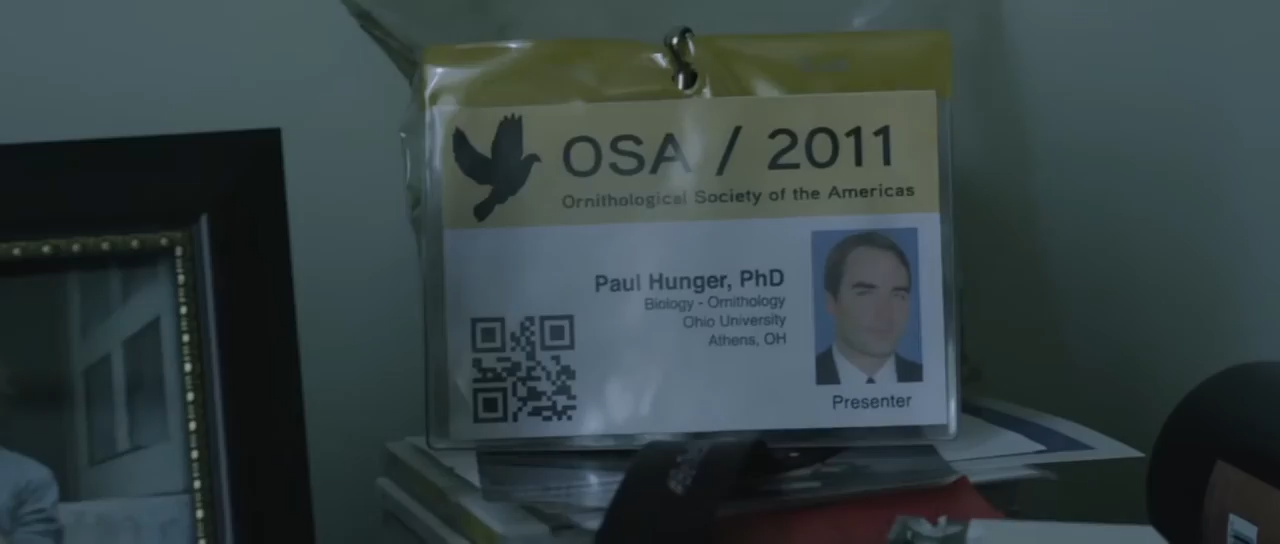 OSA / 2011
Ornithological Society of the Americas
Paul Hunger, PhD
Biology - Ornithology
Ohio University
Athens, OH
Presenter